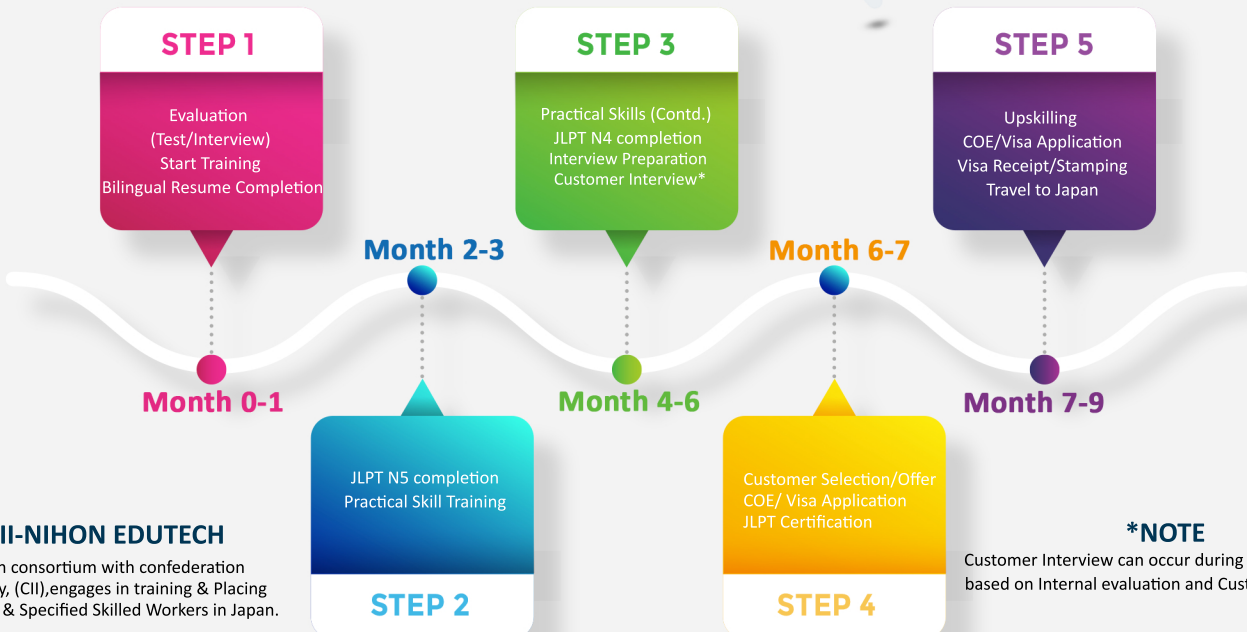 STEP 1
Evaluation
(Test/Interview)
Start Training
Bilingual Resume Completion
Month 0-1
Month 2-3
JLPT N5 completion
Practical Skill Training
STEP 2
STEP 3
Practical Skills (Contd.)
JLPT N4 completion
Interview Preparation
Customer Interview*
Month 4-6
Month 6-7
Customer Selection/Offer
COE/ Visa Application
JLPT Certification
STEP 4
STEP 5
Upskilling
COE/Visa Application
Visa Receipt/Stamping
Travel to Japan
Month 7-9
II-NIHON EDUTECH
consortium with confederation
(CII),engages in training & Placing
& Specified Skilled Workers in Japan.
*NOTE
Customer Interview can occur during
based on Internal evaluation and